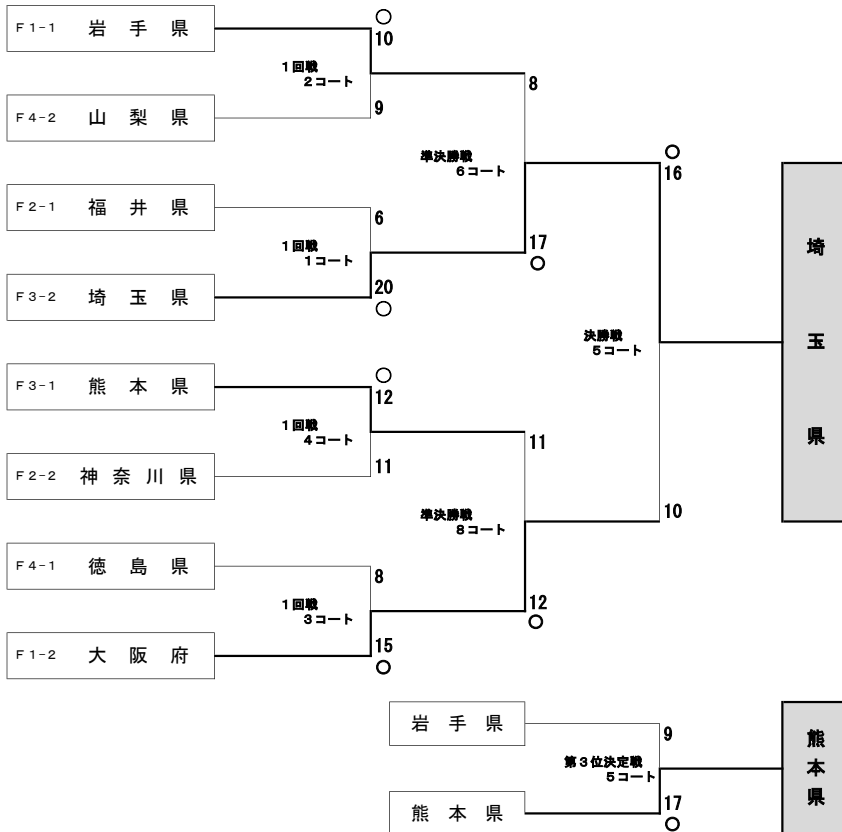 ○
Ｆ１-１ 岩手県
10
１回戦
２コート
8
Ｆ４-２ 山梨県
9
準決勝戦
６コート
○
16
Ｆ２-１ 福井県
6
１回戦
１コート
17
○
Ｆ３-２ 埼玉県
20
○
埼玉県
決勝戦
５コート
○
Ｆ３-１ 熊本県
12
１回戦
４コート
11
Ｆ２-２ 神奈川県
11
準決勝戦
８コート
10
Ｆ４-１ 徳島県
8
１回戦
３コート
12
○
Ｆ１-２ 大阪府
15
○
岩手県
9
第３位決定戦
５コート
熊本県
熊本県
17
○